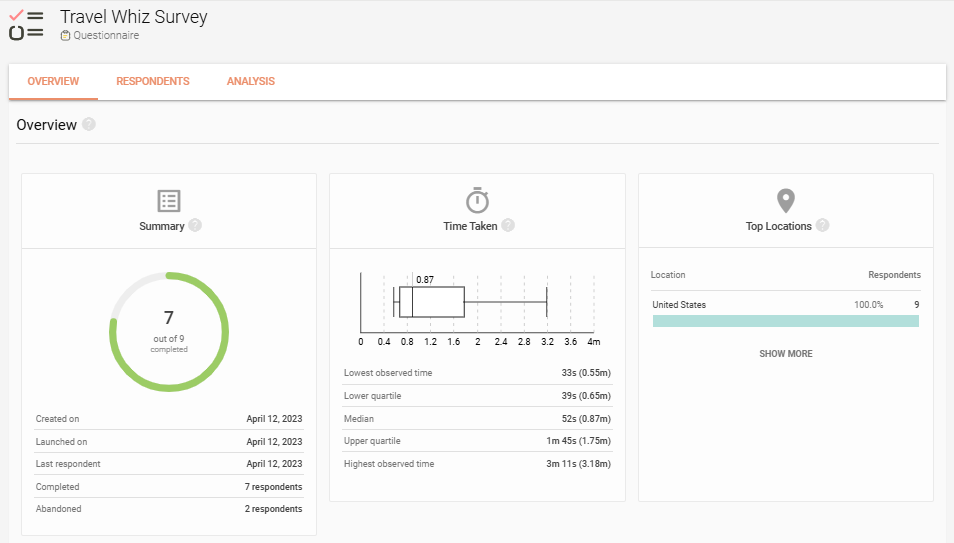 Travel Whiz Survey
Questionnaire
OVERVIEW RESPONDENTS ANALYSIS
Overview ?
Summary ?
7
out of 9
completed
Created on April 12, 2023
Launched on April 12, 2023
Last respondent April 12, 2023
Completed 7 respondents
Abandoned 2 respondents
Time Taken ?
0.87
0 0.4 0.8 1.2 1.6 2 2.4 2.8 3.2 3.6 4m
Lowest observed time 33s (0.55m)
Lower quartile 39s (0.65m)
Median 52s (0.87m)
Upper quartile 1m 45s (1.75m)
Highest observed time 3m 11s (3.18m)
Top Locations ?
Location Respondents
United States 100.0% 9
SHOW MORE